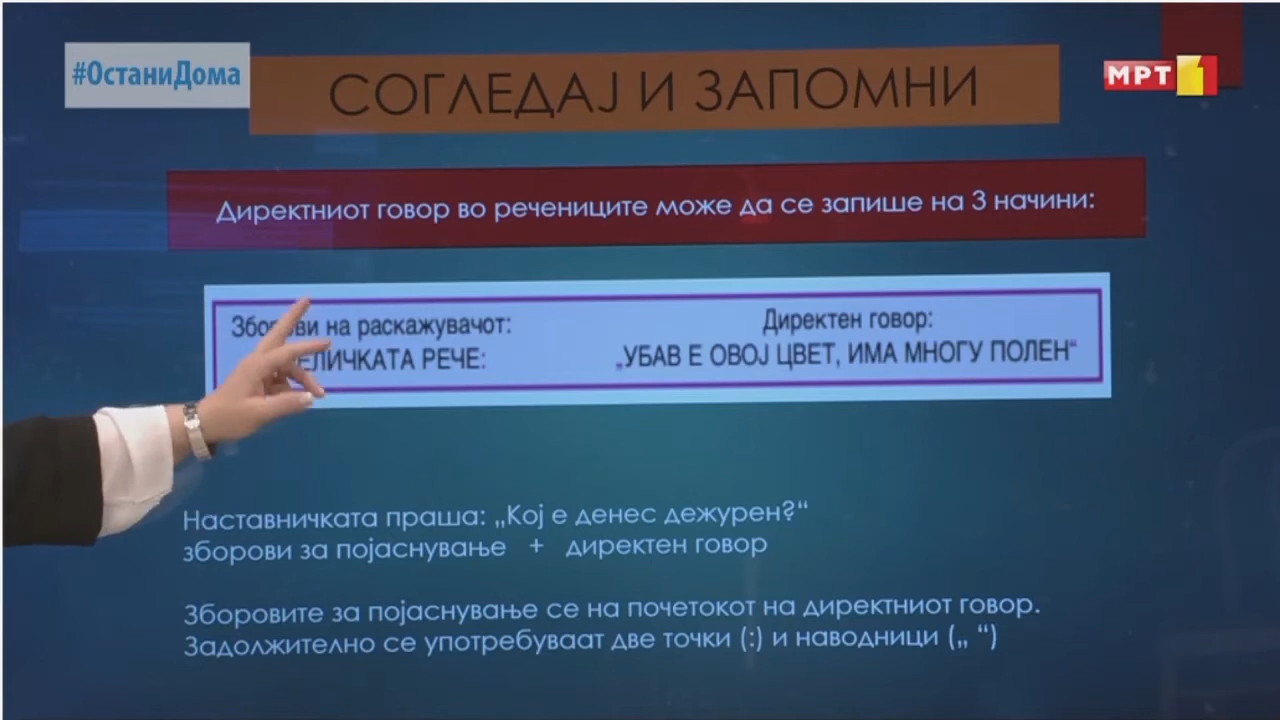 #ОстаниДома
СОГЛЕДАЈ И ЗАПОМНИ
МРТ 1
Директниот говор во речениците може да се запише на 3 начини:
на раскажувачот:
Директен говор:
РЕЧЕ:
„УБАВ Е ОВОЈ ЦВЕТ, ИМА МНОГУ ПОЛЕН“
Наставничката праша: „Кој е денес дежурен?“
зборови за појаснување + директен говор
Зборовите за појаснување се на почетокот на директниот говор.
Задолжително се употребуваат две точки (:) и наводници („ “)